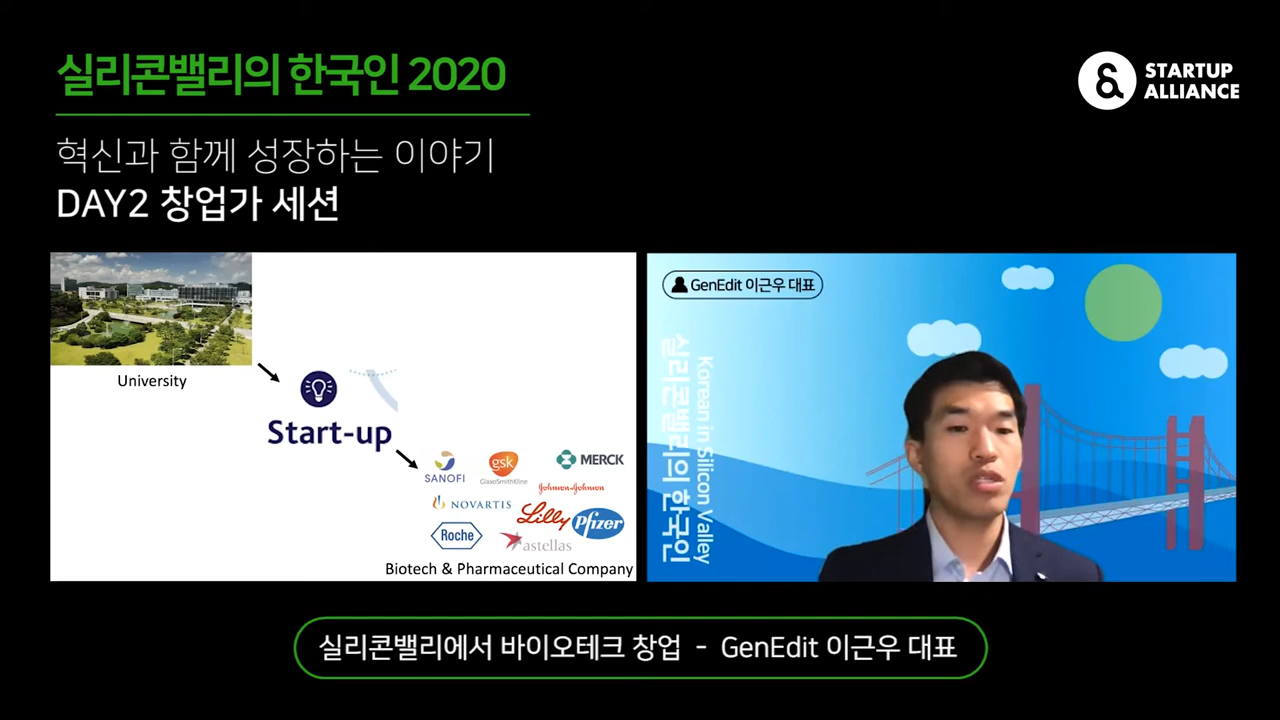 실리콘밸리의 한국인 2020
STARTUP
ALLIANCE
혁신과 함께 성장하는 이야기
DAY2 창업가 세션
University
Start-up
SANOFI
gsk
GlaxoSmithKline
MERCK
Johnson & Johnson
NOVARTIS
Lilly
Pfizer
Roche
astellas
Biotech & Pharmaceutical Company
GenEdit 이근우 대표
Korean in Silicon Valley
실리콘밸리의 한국인
실리콘밸리에서 바이오테크 창업 - GenEdit 이근우 대표